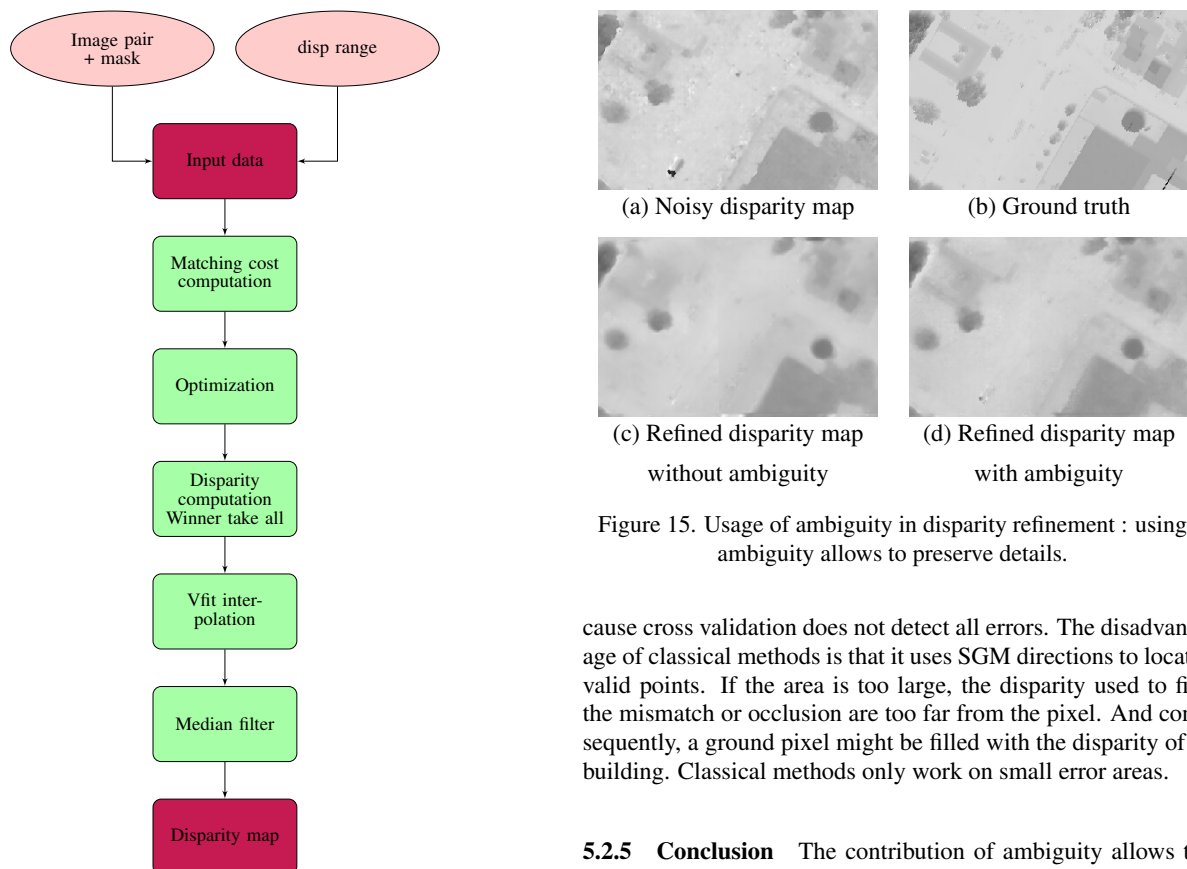 Image pair
+ mask
disp range
Input data
Matching cost
computation
Optimization
Disparity
computation
Winner take all
Vfit inter-
polation
Median filter
Disparity map
(a) Noisy disparity map
(b) Ground truth
(c) Refined disparity map
without ambiguity
(d) Refined disparity map
with ambiguity
Figure 15. Usage of ambiguity in disparity refinement : using
ambiguity allows to preserve details.
cause cross validation does not detect all errors. The disadvan
age of classical methods is that it uses SGM directions to locat
valid points. If the area is too large, the disparity used to fi
the mismatch or occlusion are too far from the pixel. And con
sequently, a ground pixel might be filled with the disparity of
building. Classical methods only work on small error areas.
5.2.5 Conclusion The contribution of ambiguity allows t